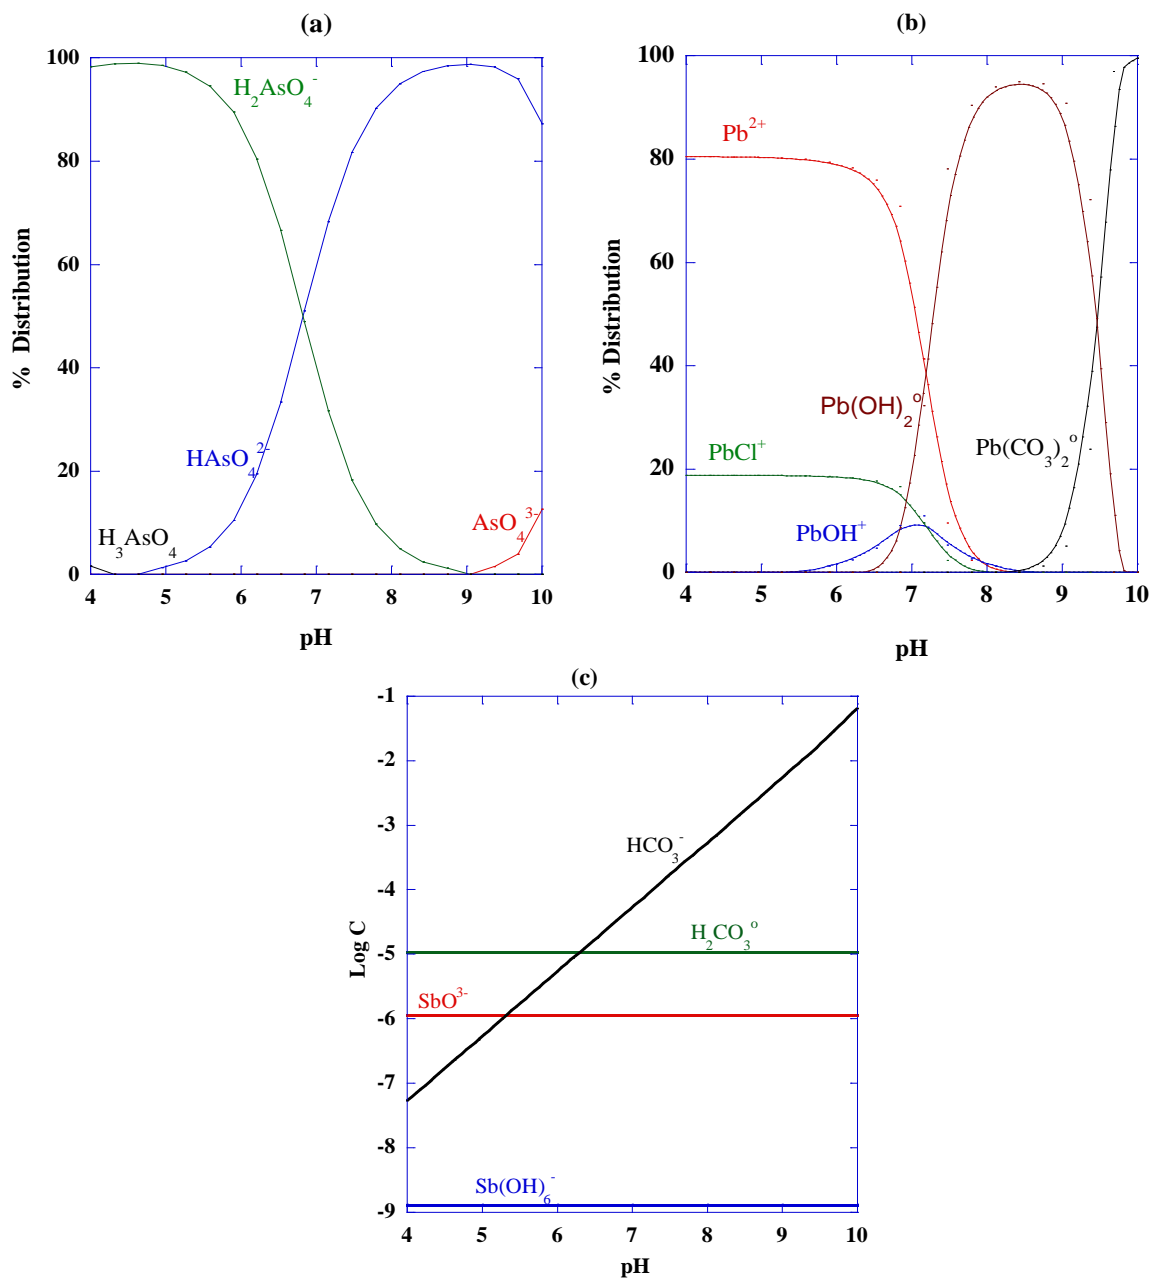 (a)
100
80
60
40
20
0
% Distribution
H₂AsO₄⁻
HAsO₄²⁻
H₃AsO₄
AsO₄³⁻
4 5 6 7 8 9 10
pH
(b)
100
80
60
40
20
0
% Distribution
Pb²⁺
Pb(OH)₂°
PbCl⁺
Pb(CO₃)₂°
PbOH⁺
4 5 6 7 8 9 10
pH
(c)
-1
-2
-3
-4
-5
-6
-7
-8
-9
Log C
HCO₃⁻
H₂CO₃°
SbO³⁻
Sb(OH)₆⁻
4 5 6 7 8 9 10
pH